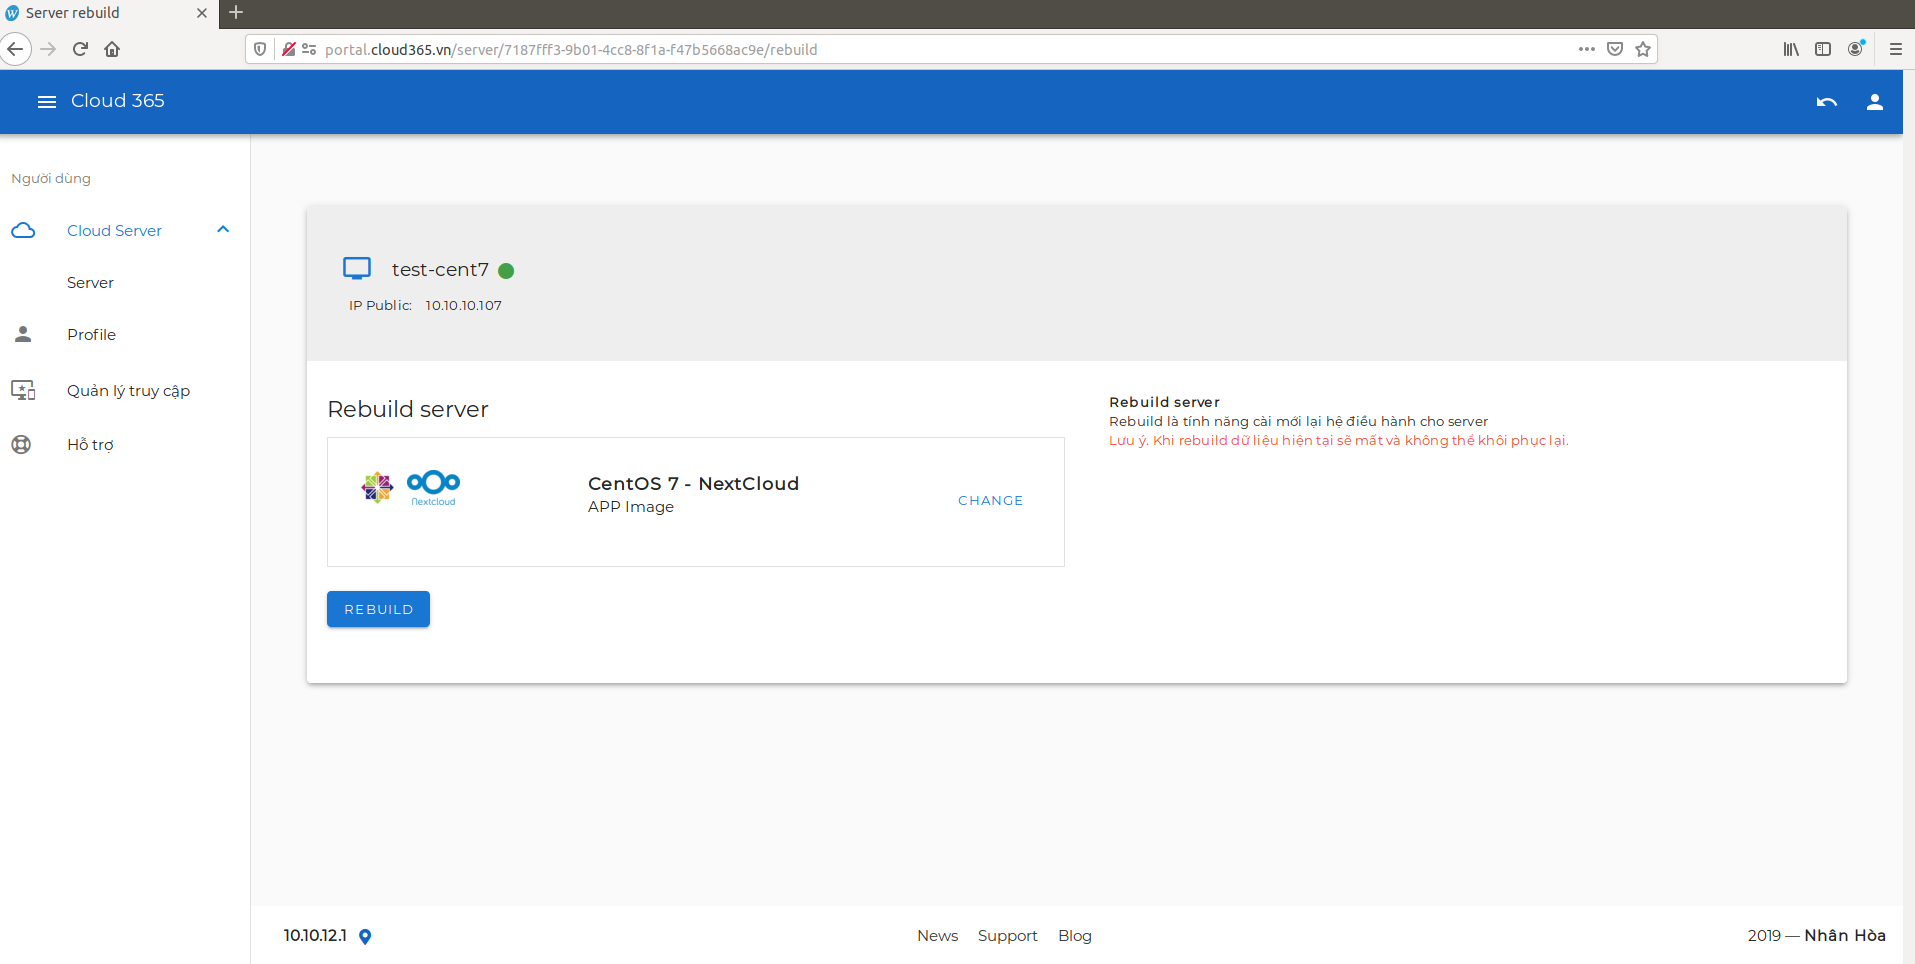 Server rebuild
portal.cloud365.vn/server/7187fff3-9b01-4cc8-8f1a-f47b5668ac9e/rebuild
Cloud 365
Người dùng
Cloud Server
Server
Profile
Quản lý truy cập
Hỗ trợ
test-cent7
IP Public: 10.10.10.107
Rebuild server
Nextcloud
CentOS 7 - NextCloud
APP Image
CHANGE
REBUILD
Rebuild server
Rebuild là tính năng cài mới lại hệ điều hành cho server
Lưu ý. Khi rebuild dữ liệu hiện tại sẽ mất và không thể khôi phục lại.
10.10.12.1
News Support Blog
2019 — Nhân Hòa